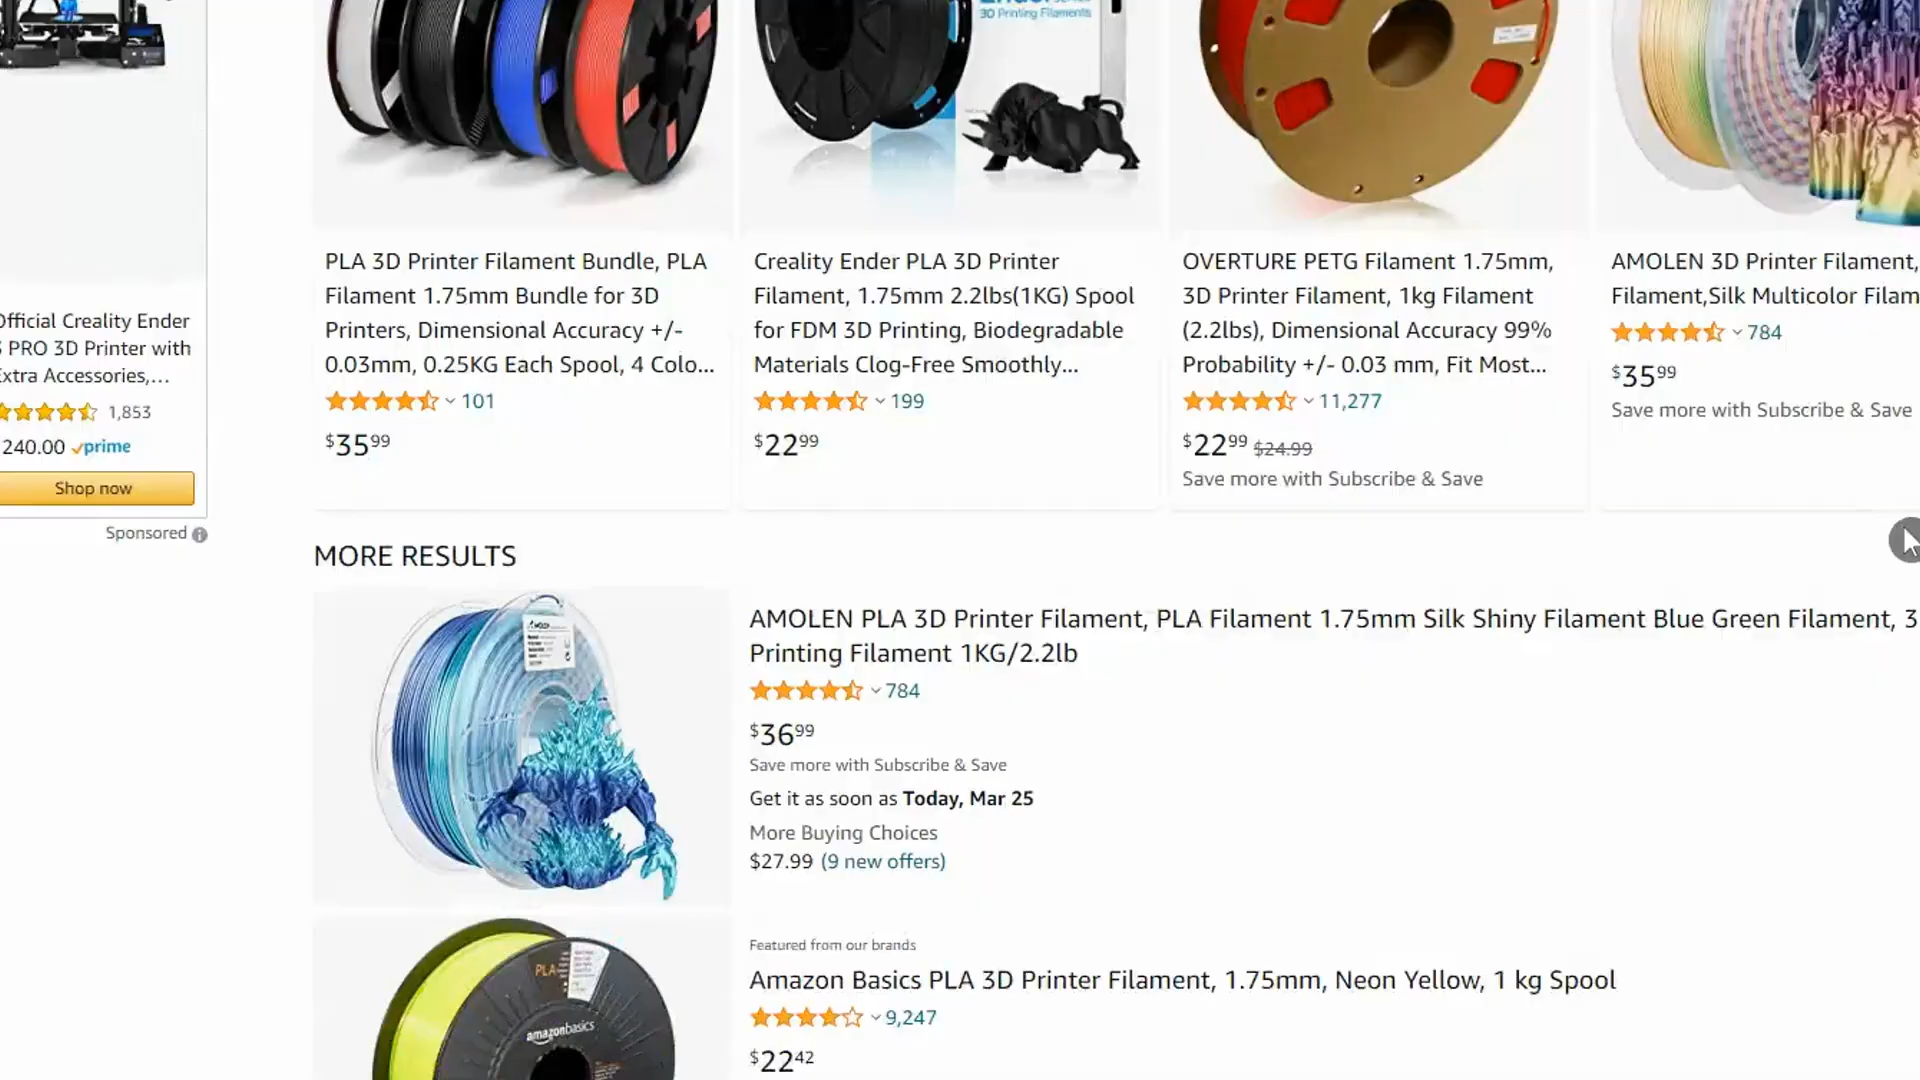 3D Printing Filaments
PLA 3D Printer Filament Bundle, PLA
Filament 1.75mm Bundle for 3D
Printers, Dimensional Accuracy +/-
0.03mm, 0.25KG Each Spool, 4 Colo...
101
$35 99
Creality Ender PLA 3D Printer
Filament, 1.75mm 2.2lbs(1KG) Spool
for FDM 3D Printing, Biodegradable
Materials Clog-Free Smoothly...
199
$22 99
OVERTURE PETG Filament 1.75mm,
3D Printer Filament, 1kg Filament
(2.2lbs), Dimensional Accuracy 99%
Probability +/- 0.03 mm, Fit Most...
11,277
$22 99 $24.99
Save more with Subscribe & Save
AMOLEN 3D Printer Filament,
Filament,Silk Multicolor Filam
784
$35 99
Save more with Subscribe & Save
Official Creality Ender
3 PRO 3D Printer with
Extra Accessories,...
1,853
240.00 prime
Shop now
Sponsored
MORE RESULTS
AMOLEN PLA 3D Printer Filament, PLA Filament 1.75mm Silk Shiny Filament Blue Green Filament, 3
Printing Filament 1KG/2.2lb
784
$36 99
Save more with Subscribe & Save
Get it as soon as Today, Mar 25
More Buying Choices
$27.99 (9 new offers)
Featured from our brands
Amazon Basics PLA 3D Printer Filament, 1.75mm, Neon Yellow, 1 kg Spool
9,247
$22 42
PLA
amazonbasics